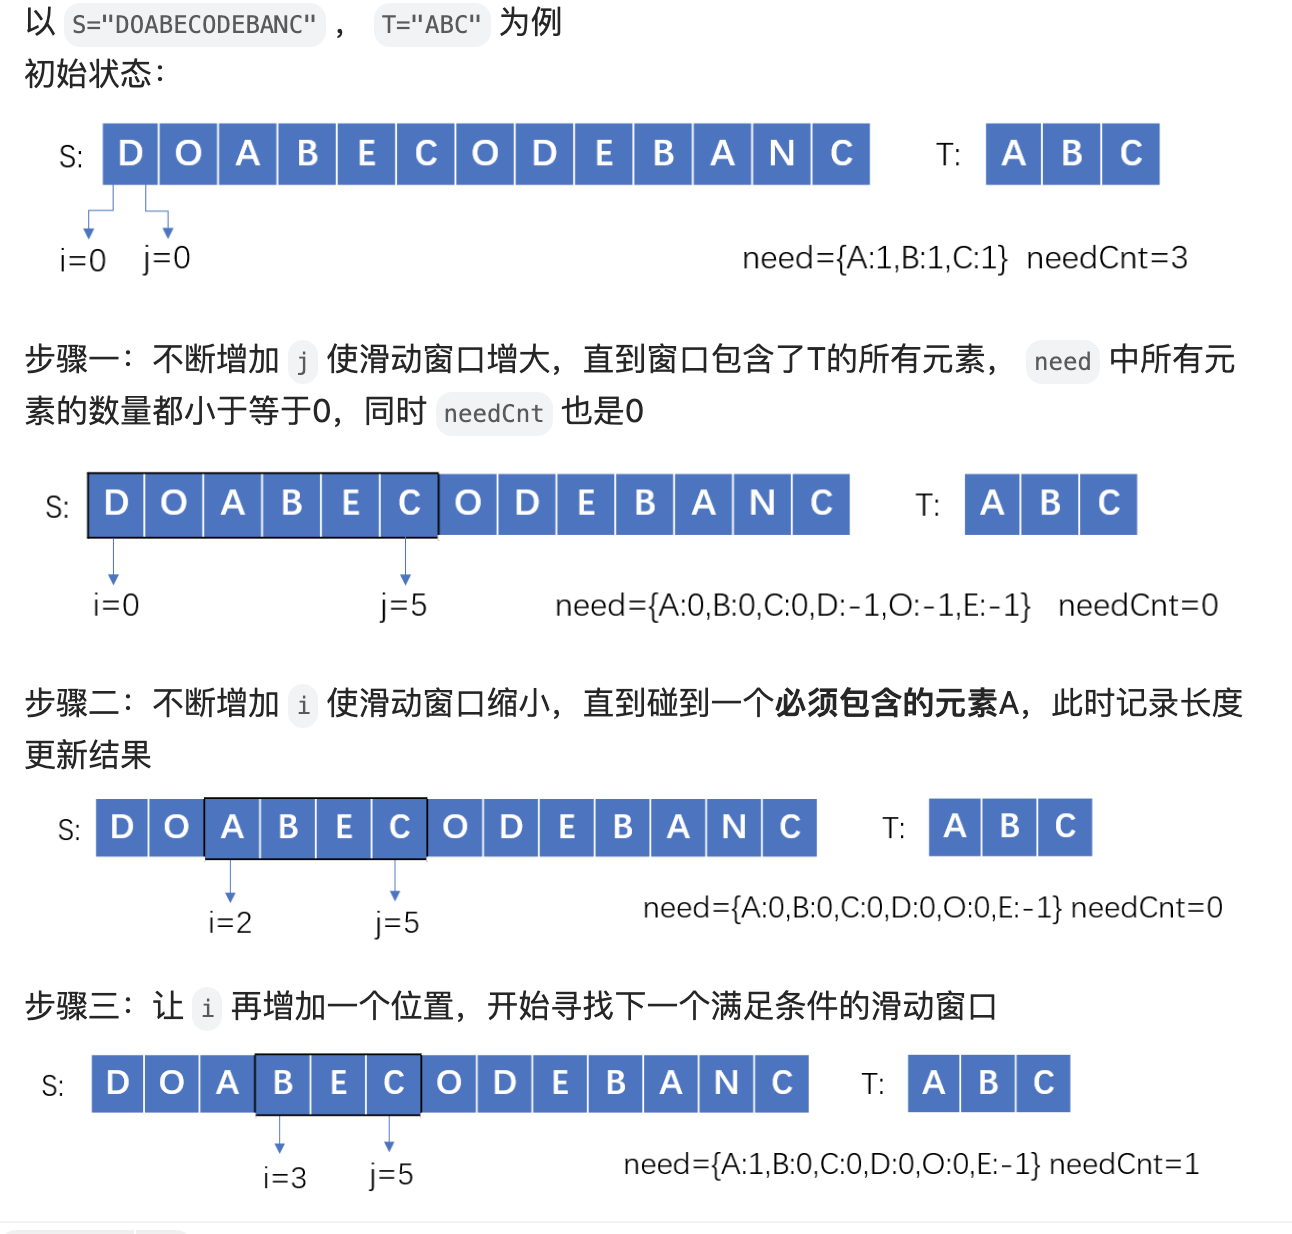 以 S="DOABECODEBANC" ， T="ABC" 为例
初始状态：
S: D O A B E C O D E B A N C T: A B C
i=0 j=0 need={A:1,B:1,C:1} needCnt=3
步骤一：不断增加 j 使滑动窗口增大，直到窗口包含了T的所有元素， need 中所有元
素的数量都小于等于0，同时 needCnt 也是0
S: D O A B E C O D E B A N C T: A B C
i=0 j=5 need={A:0,B:0,C:0,D:-1,O:-1,E:-1} needCnt=0
步骤二：不断增加 i 使滑动窗口缩小，直到碰到一个必须包含的元素A，此时记录长度
更新结果
S: D O A B E C O D E B A N C T: A B C
i=2 j=5 need={A:0,B:0,C:0,D:0,O:0,E:-1} needCnt=0
步骤三：让 i 再增加一个位置，开始寻找下一个满足条件的滑动窗口
S: D O A B E C O D E B A N C T: A B C
i=3 j=5 need={A:1,B:0,C:0,D:0,O:0,E:-1} needCnt=1